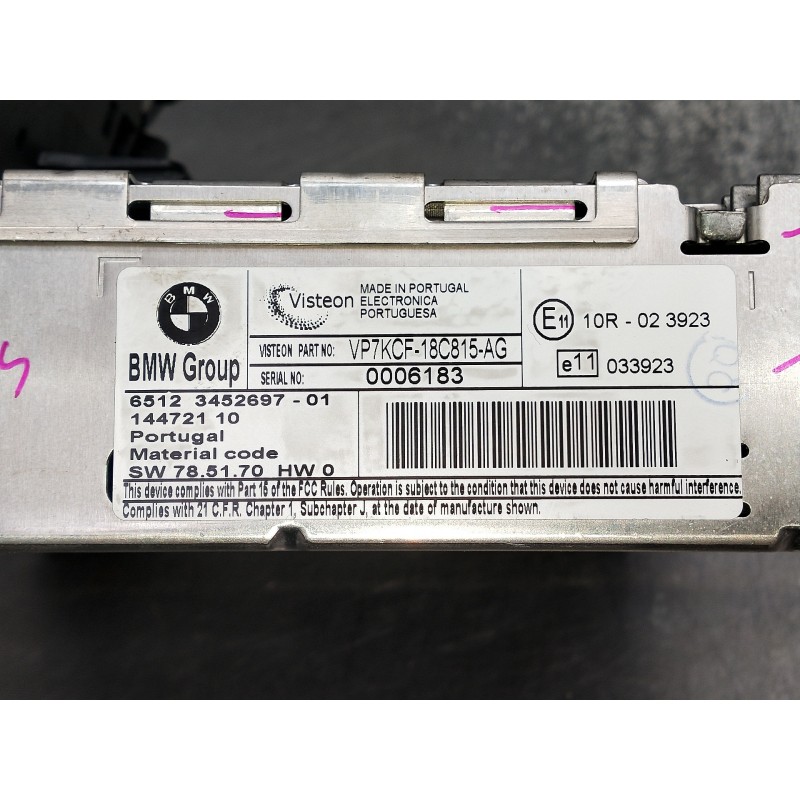 BMW
BMW Group
Visteon
MADE IN PORTUGAL
ELECTRONICA
PORTUGUESA
VISTEON PART NO: VP7KCF-18C815-AG
SERIAL NO: 0006183
E11 10R - 02 3923
e11 033923
6512 3452697 - 01
144721 10
Portugal
Material code
SW 78.51.70 HW 0
This device complies with Part 15 of the FCC Rules. Operation is subject to the condition that this device does not cause harmful interference.
Complies with 21 C.F.R. Chapter 1, Subchapter J, at the date of manufacture shown.